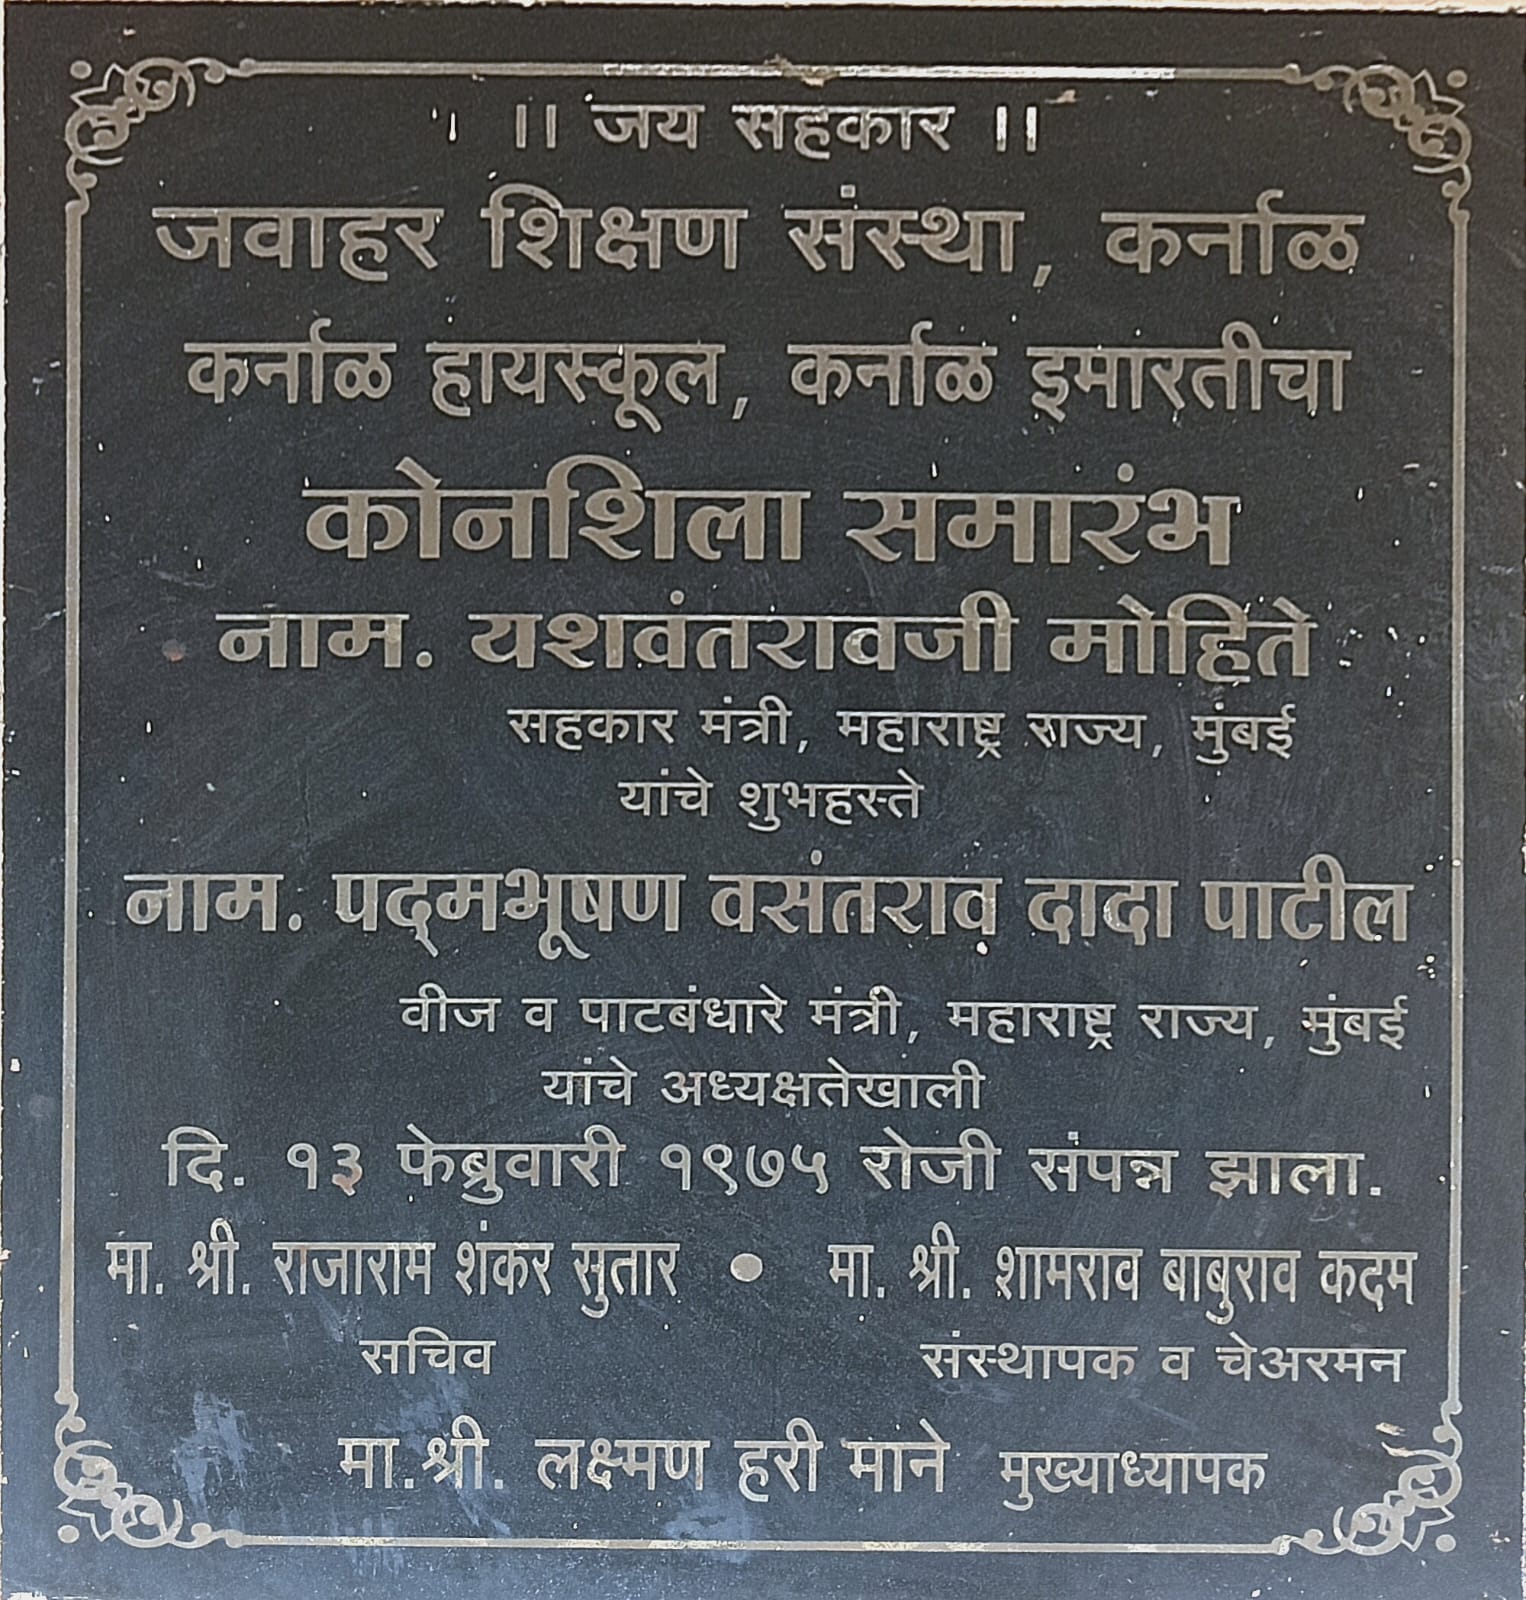 ।। जय सहकार ।।
जवाहर शिक्षण संस्था, कर्नाळ
कर्नाळ हायस्कूल, कर्नाळ इमारतीचा
कोनशिला समारंभ
नाम. यशवंतरावजी मोहिते
सहकार मंत्री, महाराष्ट्र राज्य, मुंबई
यांचे शुभहस्ते
नाम. पद्मभूषण वसंतराव दादा पाटील
वीज व पाटबंधारे मंत्री, महाराष्ट्र राज्य, मुंबई
यांचे अध्यक्षतेखाली
दि. १३ फेब्रुवारी १९७५ रोजी संपन्न झाला.
मा. श्री. राजाराम शंकर सुतार ● मा. श्री. शामराव बाबुराव कदम
सचिव संस्थापक व चेअरमन
मा.श्री. लक्ष्मण हरी माने मुख्याध्यापक